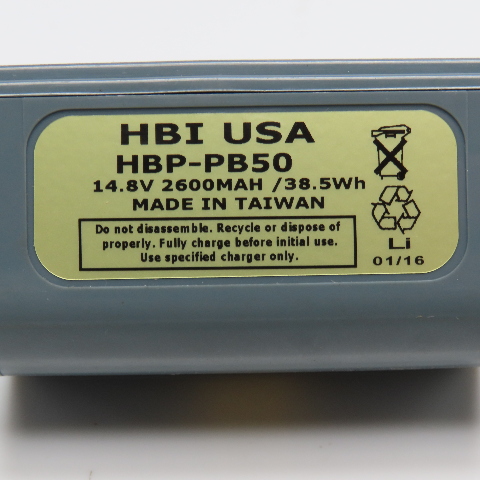 HBI USA
HBP-PB50
14.8V 2600MAH /38.5Wh
MADE IN TAIWAN
Do not disassemble. Recycle or dispose of
properly. Fully charge before initial use.
Use specified charger only.
Li
01/16